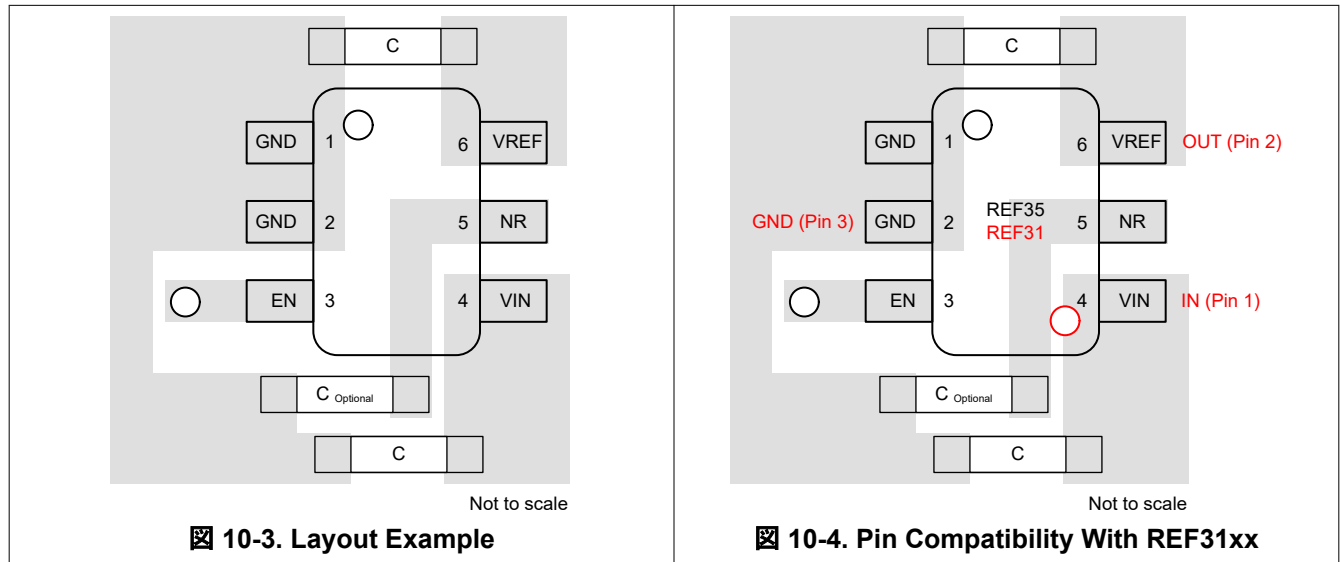 C
GND 1 6 VREF
GND 2 5 NR
EN 3 4 VIN
C Optional
C
Not to scale
図 10-3. Layout Example
C
GND 1 6 VREF OUT (Pin 2)
GND (Pin 3) GND 2 REF35 5 NR
REF31
EN 3 4 VIN IN (Pin 1)
C Optional
C
Not to scale
図 10-4. Pin Compatibility With REF31xx